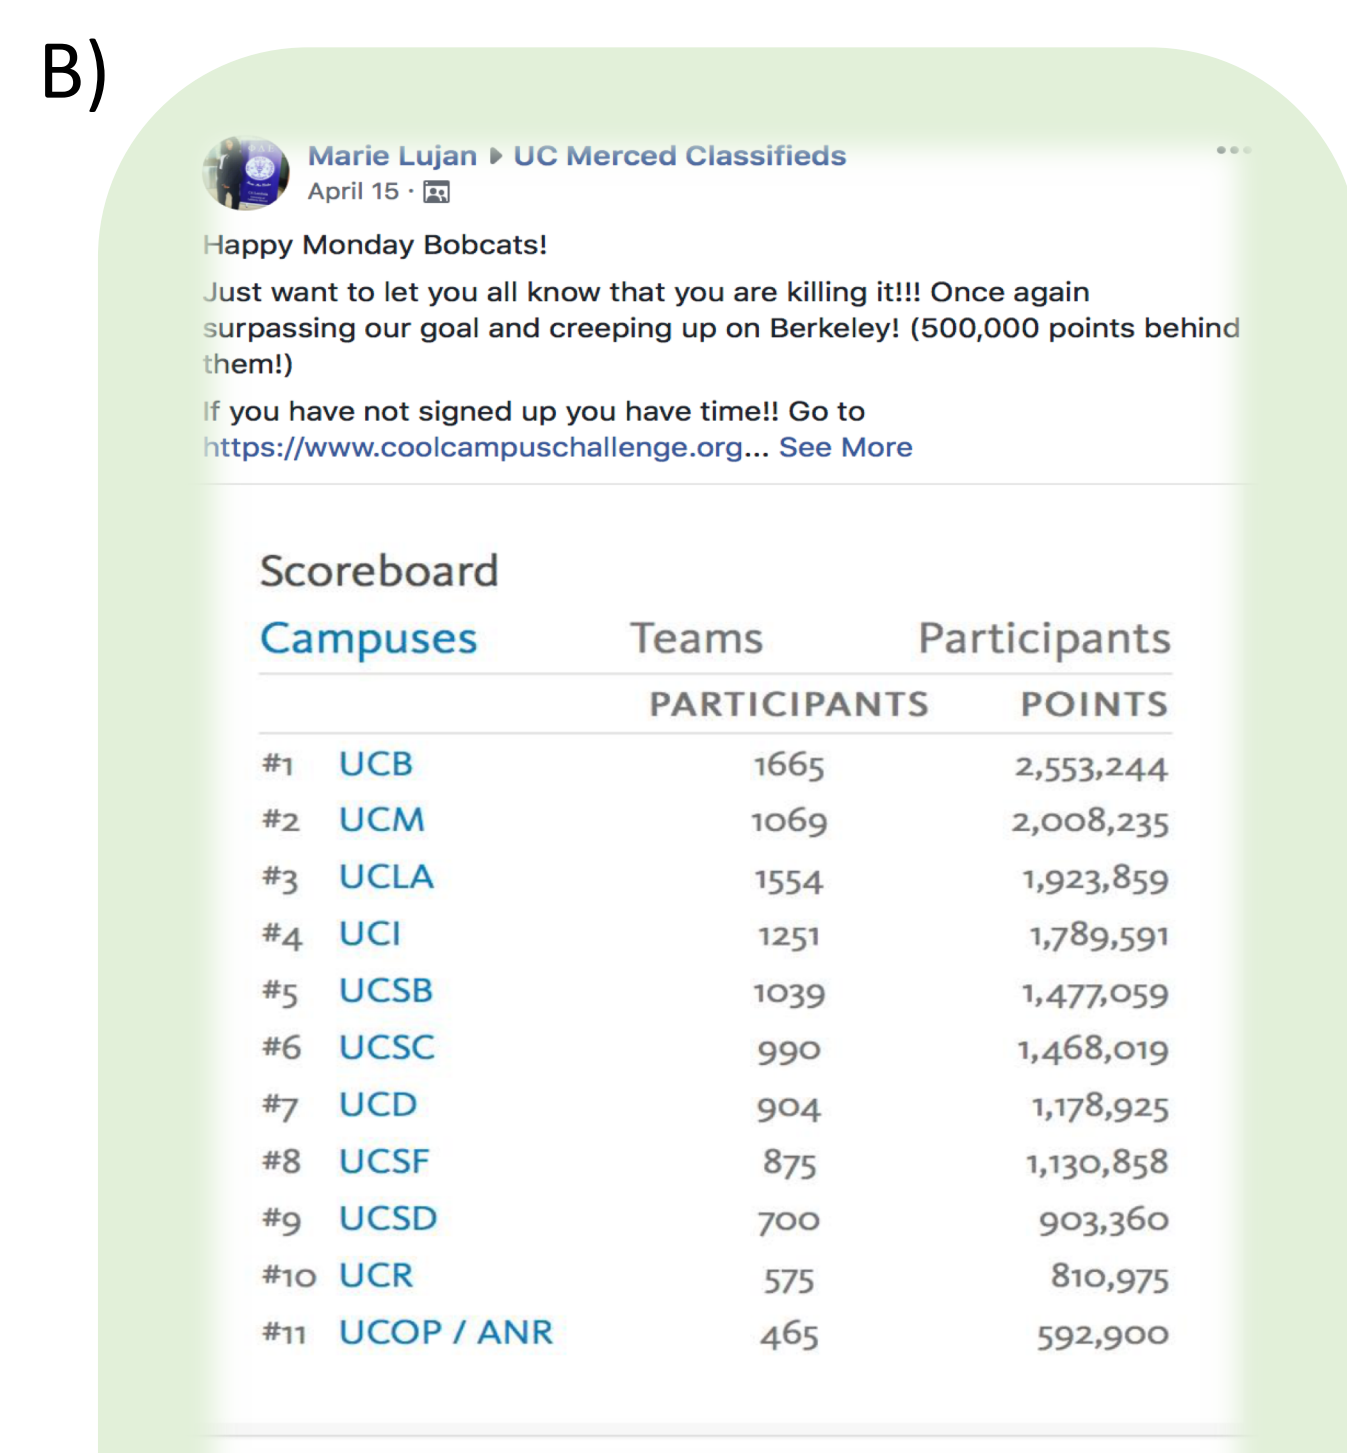 B)
Marie Lujan ▶ UC Merced Classifieds
April 15 ·
Happy Monday Bobcats!
Just want to let you all know that you are killing it!!! Once again
surpassing our goal and creeping up on Berkeley! (500,000 points behind
them!)
If you have not signed up you have time!! Go to
https://www.coolcampuschallenge.org... See More
Scoreboard
Campuses Teams Participants
PARTICIPANTS POINTS
#1 UCB 1665 2,553,244
#2 UCM 1069 2,008,235
#3 UCLA 1554 1,923,859
#4 UCI 1251 1,789,591
#5 UCSB 1039 1,477,059
#6 UCSC 990 1,468,019
#7 UCD 904 1,178,925
#8 UCSF 875 1,130,858
#9 UCSD 700 903,360
#10 UCR 575 810,975
#11 UCOP / ANR 465 592,900